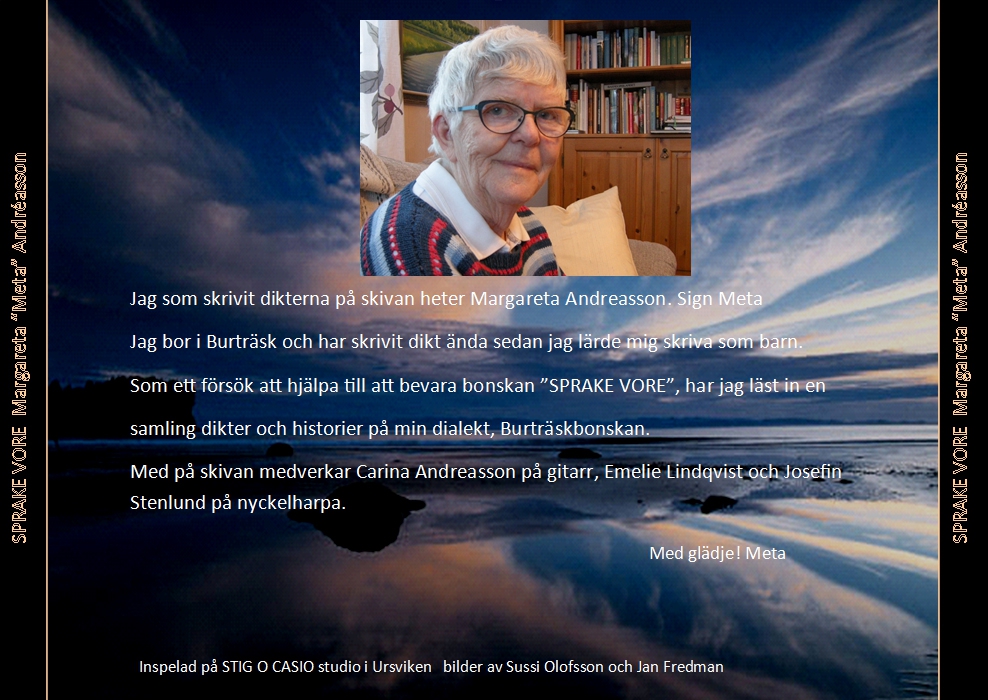 SPRAKE VORE Margareta ”Meta” Andréasson
Jag som skrivit dikterna på skivan heter Margareta Andreasson. Sign Meta
Jag bor i Burträsk och har skrivit dikt ända sedan jag lärde mig skriva som barn.
Som ett försök att hjälpa till att bevara bonskan ”SPRAKE VORE”, har jag läst in en
samling dikter och historier på min dialekt, Burträskbonskan.
Med på skivan medverkar Carina Andreasson på gitarr, Emelie Lindqvist och Josefin
Stenlund på nyckelharpa.
Med glädje! Meta
Inspelad på STIG O CASIO studio i Ursviken bilder av Sussi Olofsson och Jan Fredman
SPRAKE VORE Margareta ”Meta” Andréasson